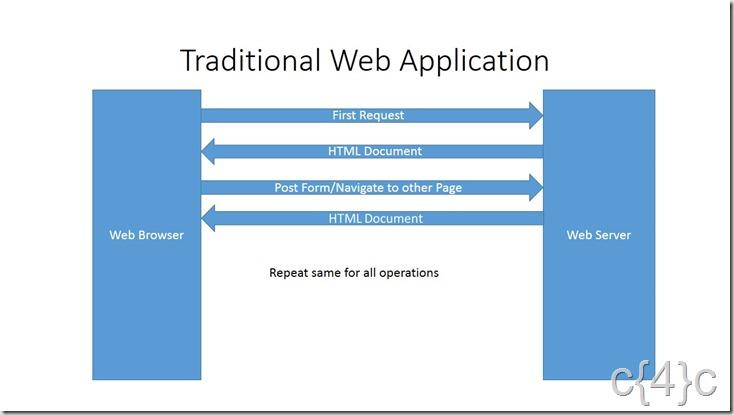 Traditional Web Application
First Request
HTML Document
Post Form/Navigate to other Page
HTML Document
Web Browser
Web Server
Repeat same for all operations
c{4}c